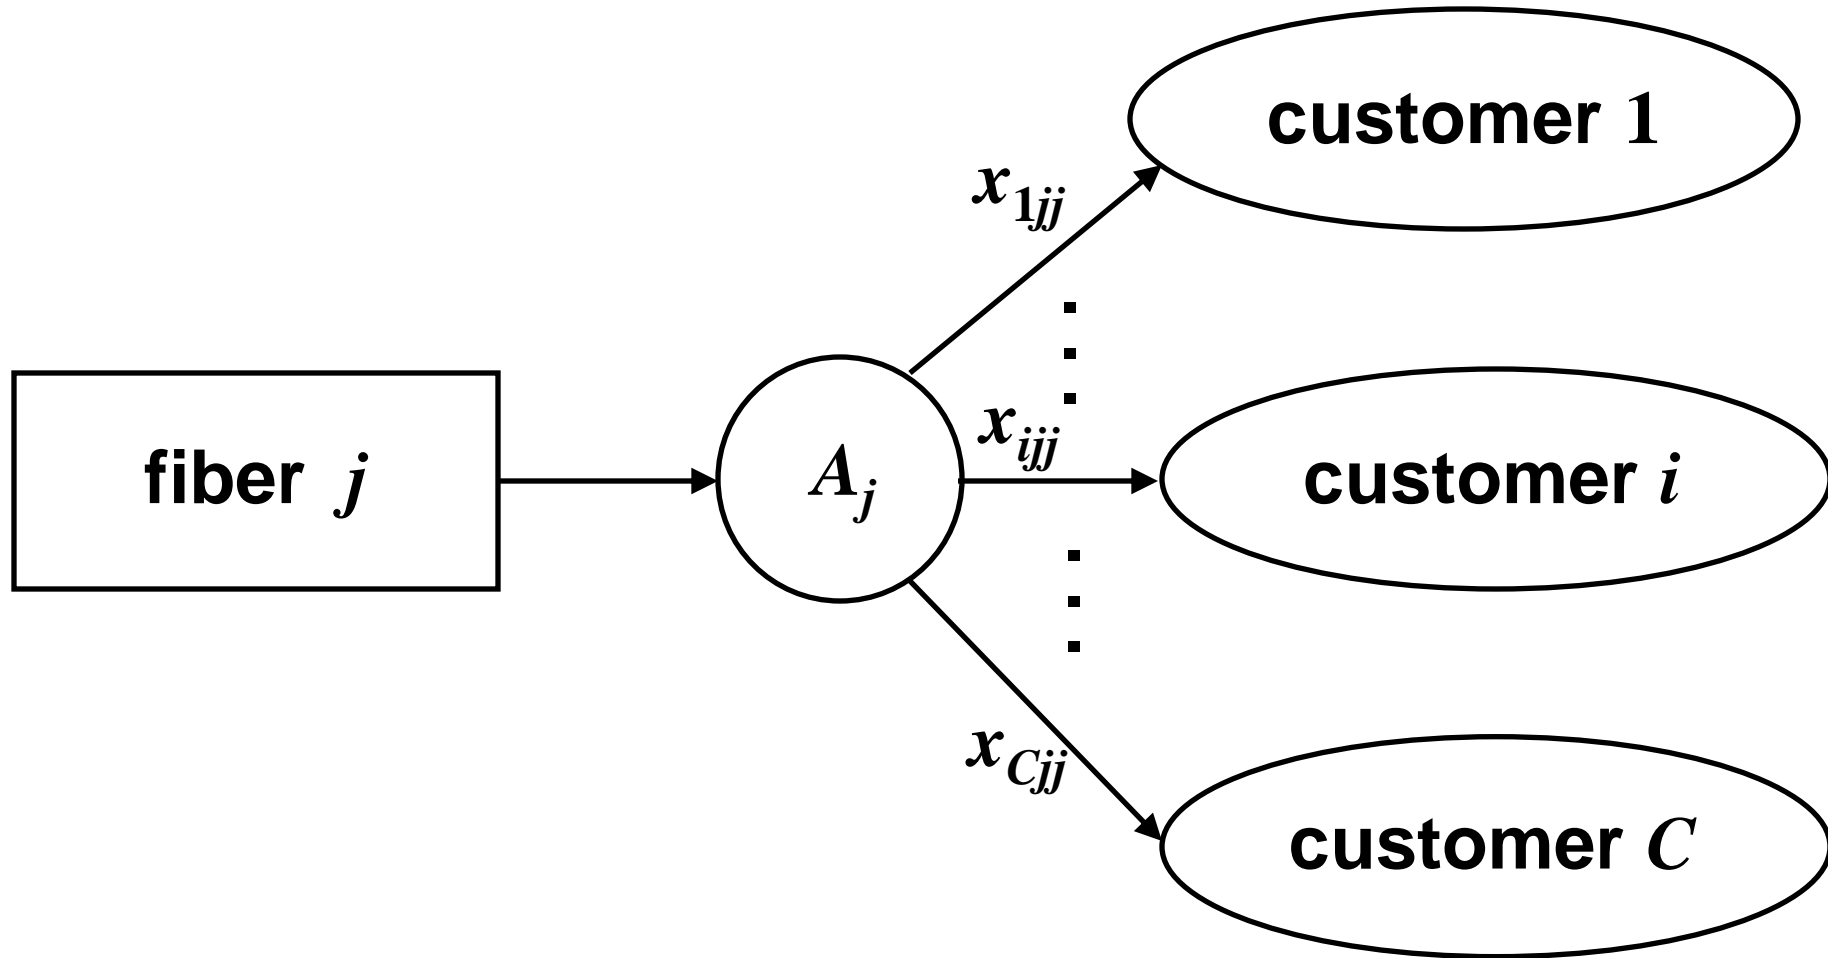 customer 1
x1jj
xijj
fiber j
Aj
customer i
xCjj
customer C